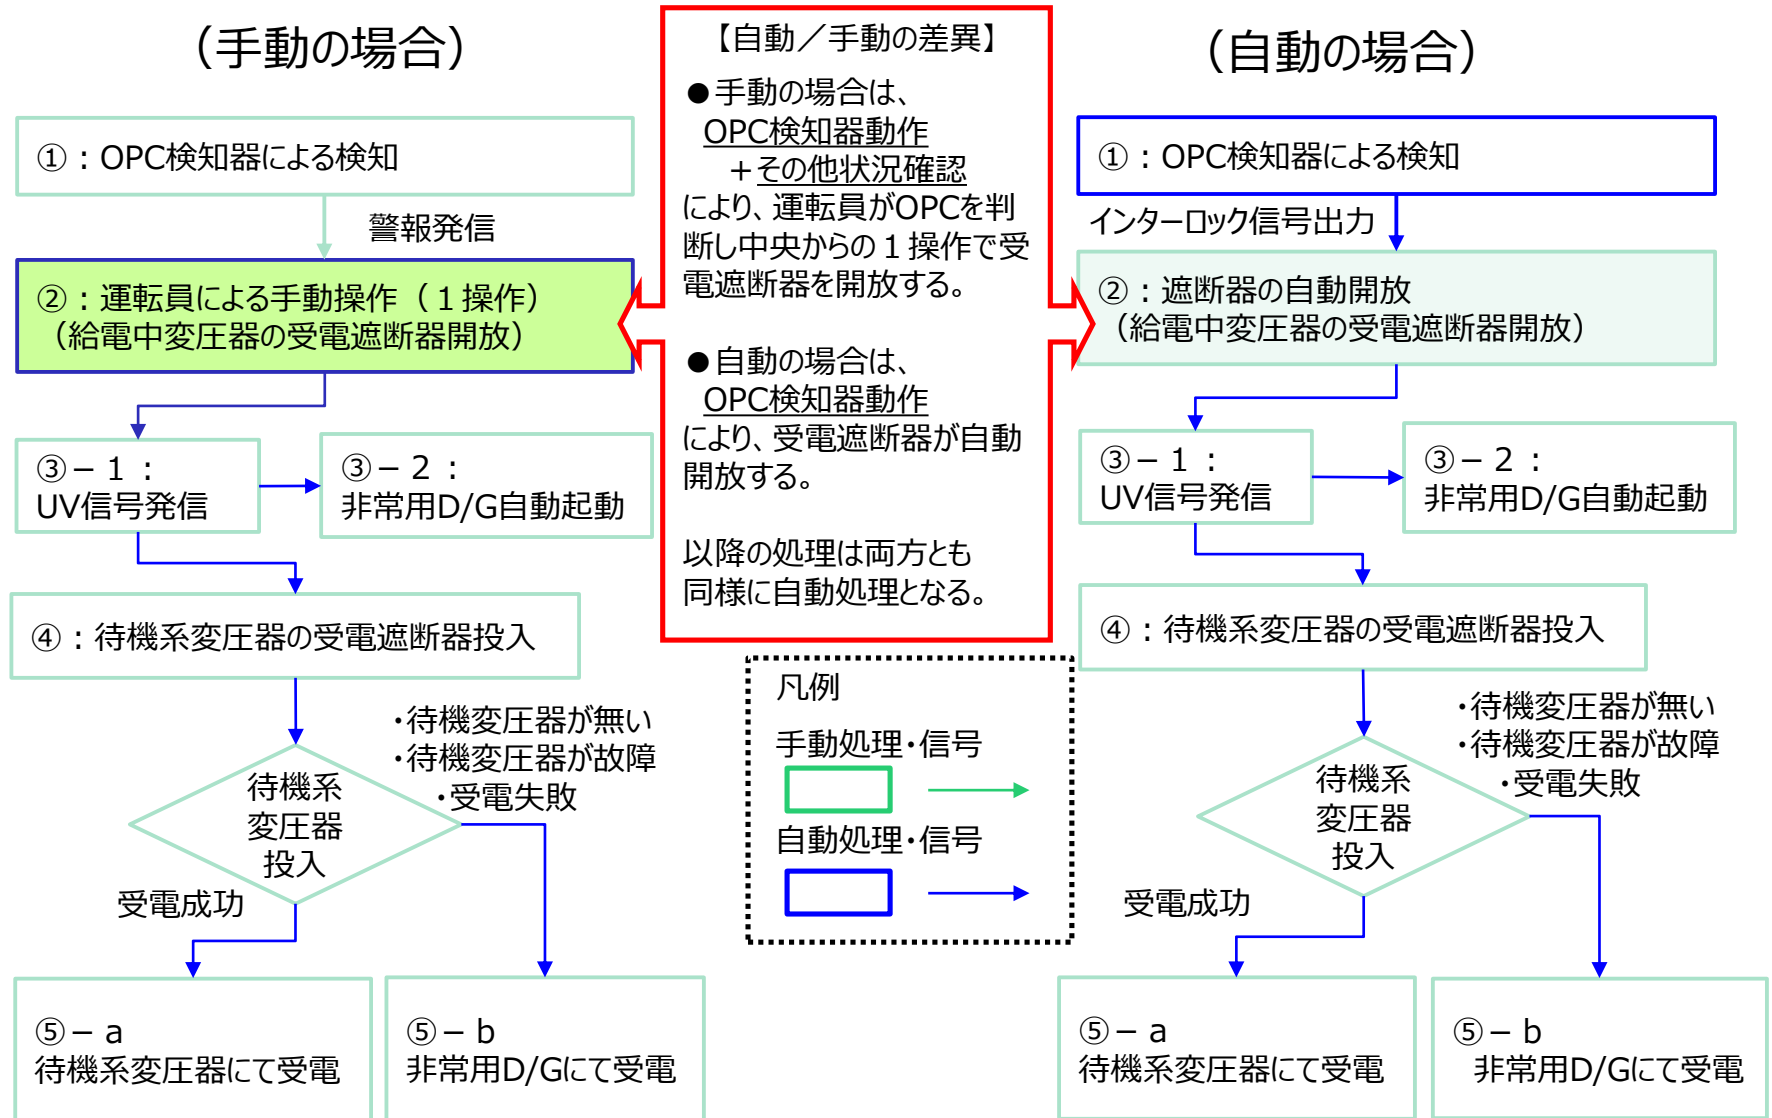 （手動の場合）
①：OPC検知器による検知
警報発信
②：運転員による手動操作（１操作）
（給電中変圧器の受電遮断器開放）
③－１：
UV信号発信
③－２：
非常用D/G自動起動
④：待機系変圧器の受電遮断器投入
・待機変圧器が無い
・待機変圧器が故障
・受電失敗
待機系
変圧器
投入
受電成功
⑤－a
待機系変圧器にて受電
⑤－b
非常用D/Gにて受電
【自動／手動の差異】
●手動の場合は、
OPC検知器動作
＋その他状況確認
により、運転員がOPCを判
断し中央からの１操作で受
電遮断器を開放する。
●自動の場合は、
OPC検知器動作
により、受電遮断器が自動
開放する。
以降の処理は両方とも
同様に自動処理となる。
凡例
手動処理・信号
自動処理・信号
（自動の場合）
①：OPC検知器による検知
インターロック信号出力
②：遮断器の自動開放
（給電中変圧器の受電遮断器開放）
③－１：
UV信号発信
③－２：
非常用D/G自動起動
④：待機系変圧器の受電遮断器投入
・待機変圧器が無い
・待機変圧器が故障
・受電失敗
待機系
変圧器
投入
受電成功
⑤－a
待機系変圧器にて受電
⑤－b
非常用D/Gにて受電